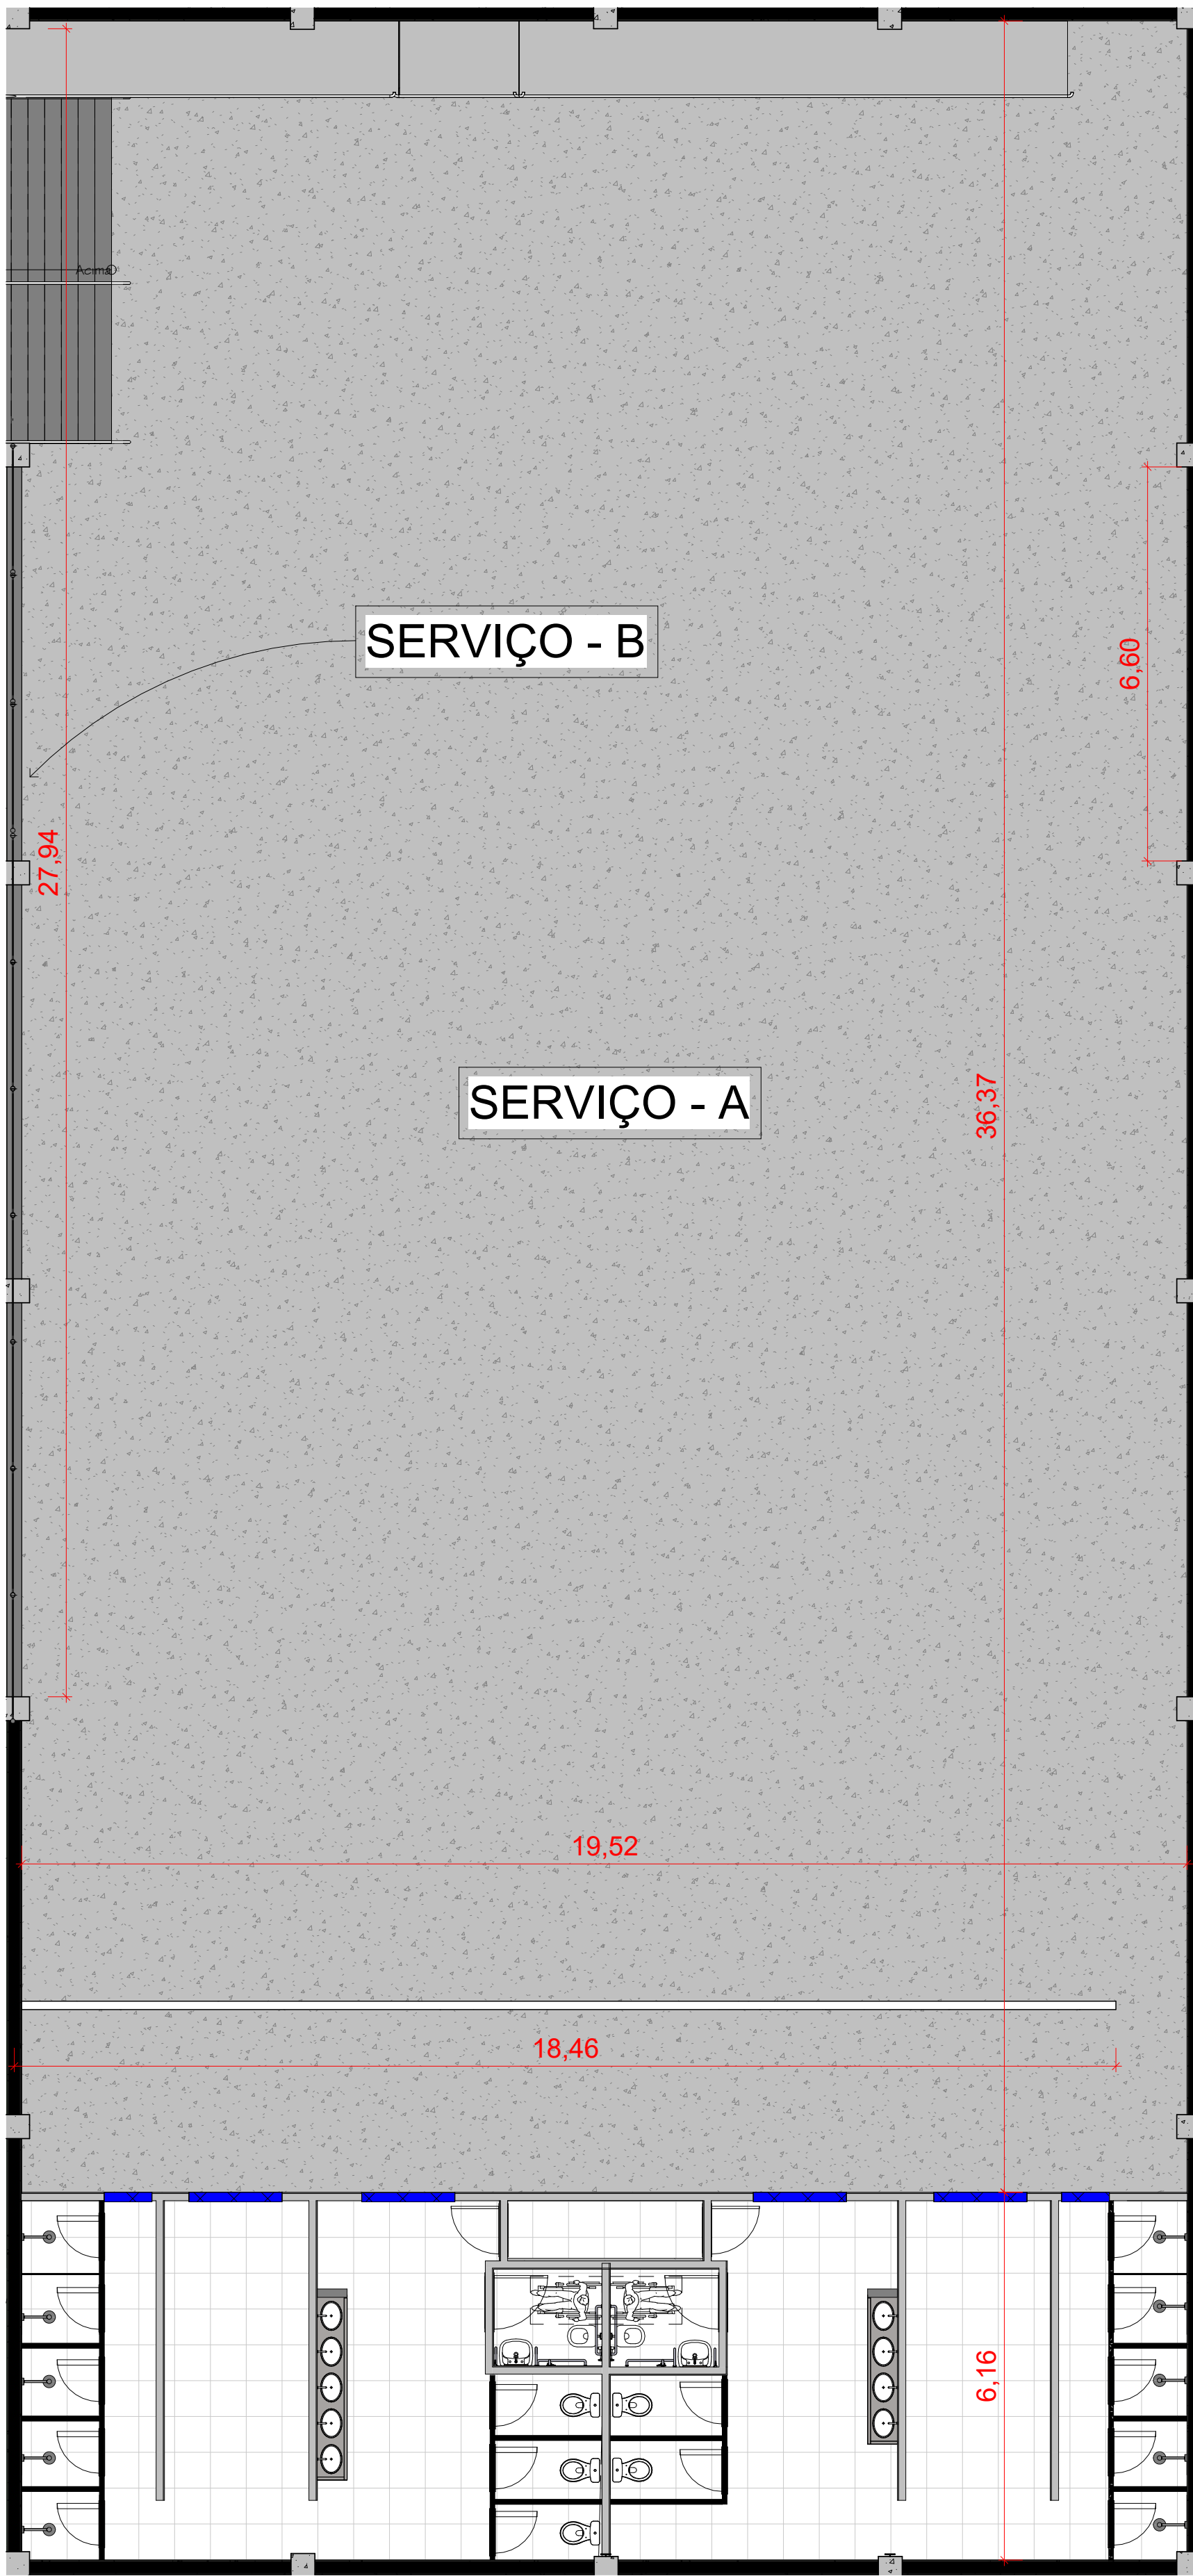 Acima
SERVIÇO - B
6,60
27,94
SERVIÇO - A
36,37
19,52
18,46
6,16